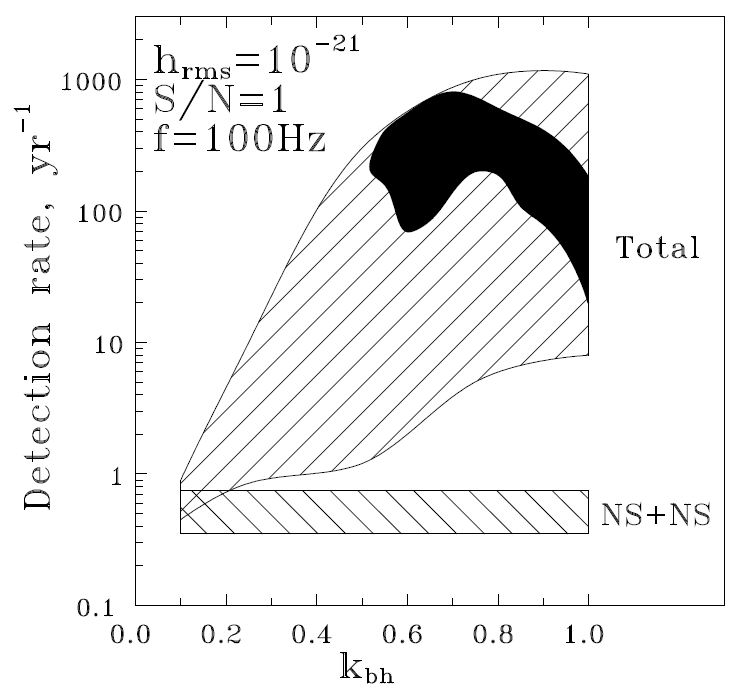 h_rms=10^-21
S/N=1
f=100Hz
Detection rate, yr^-1
1000
100
10
1
0.1
Total
NS+NS
0.0 0.2 0.4 0.6 0.8 1.0
k_bh